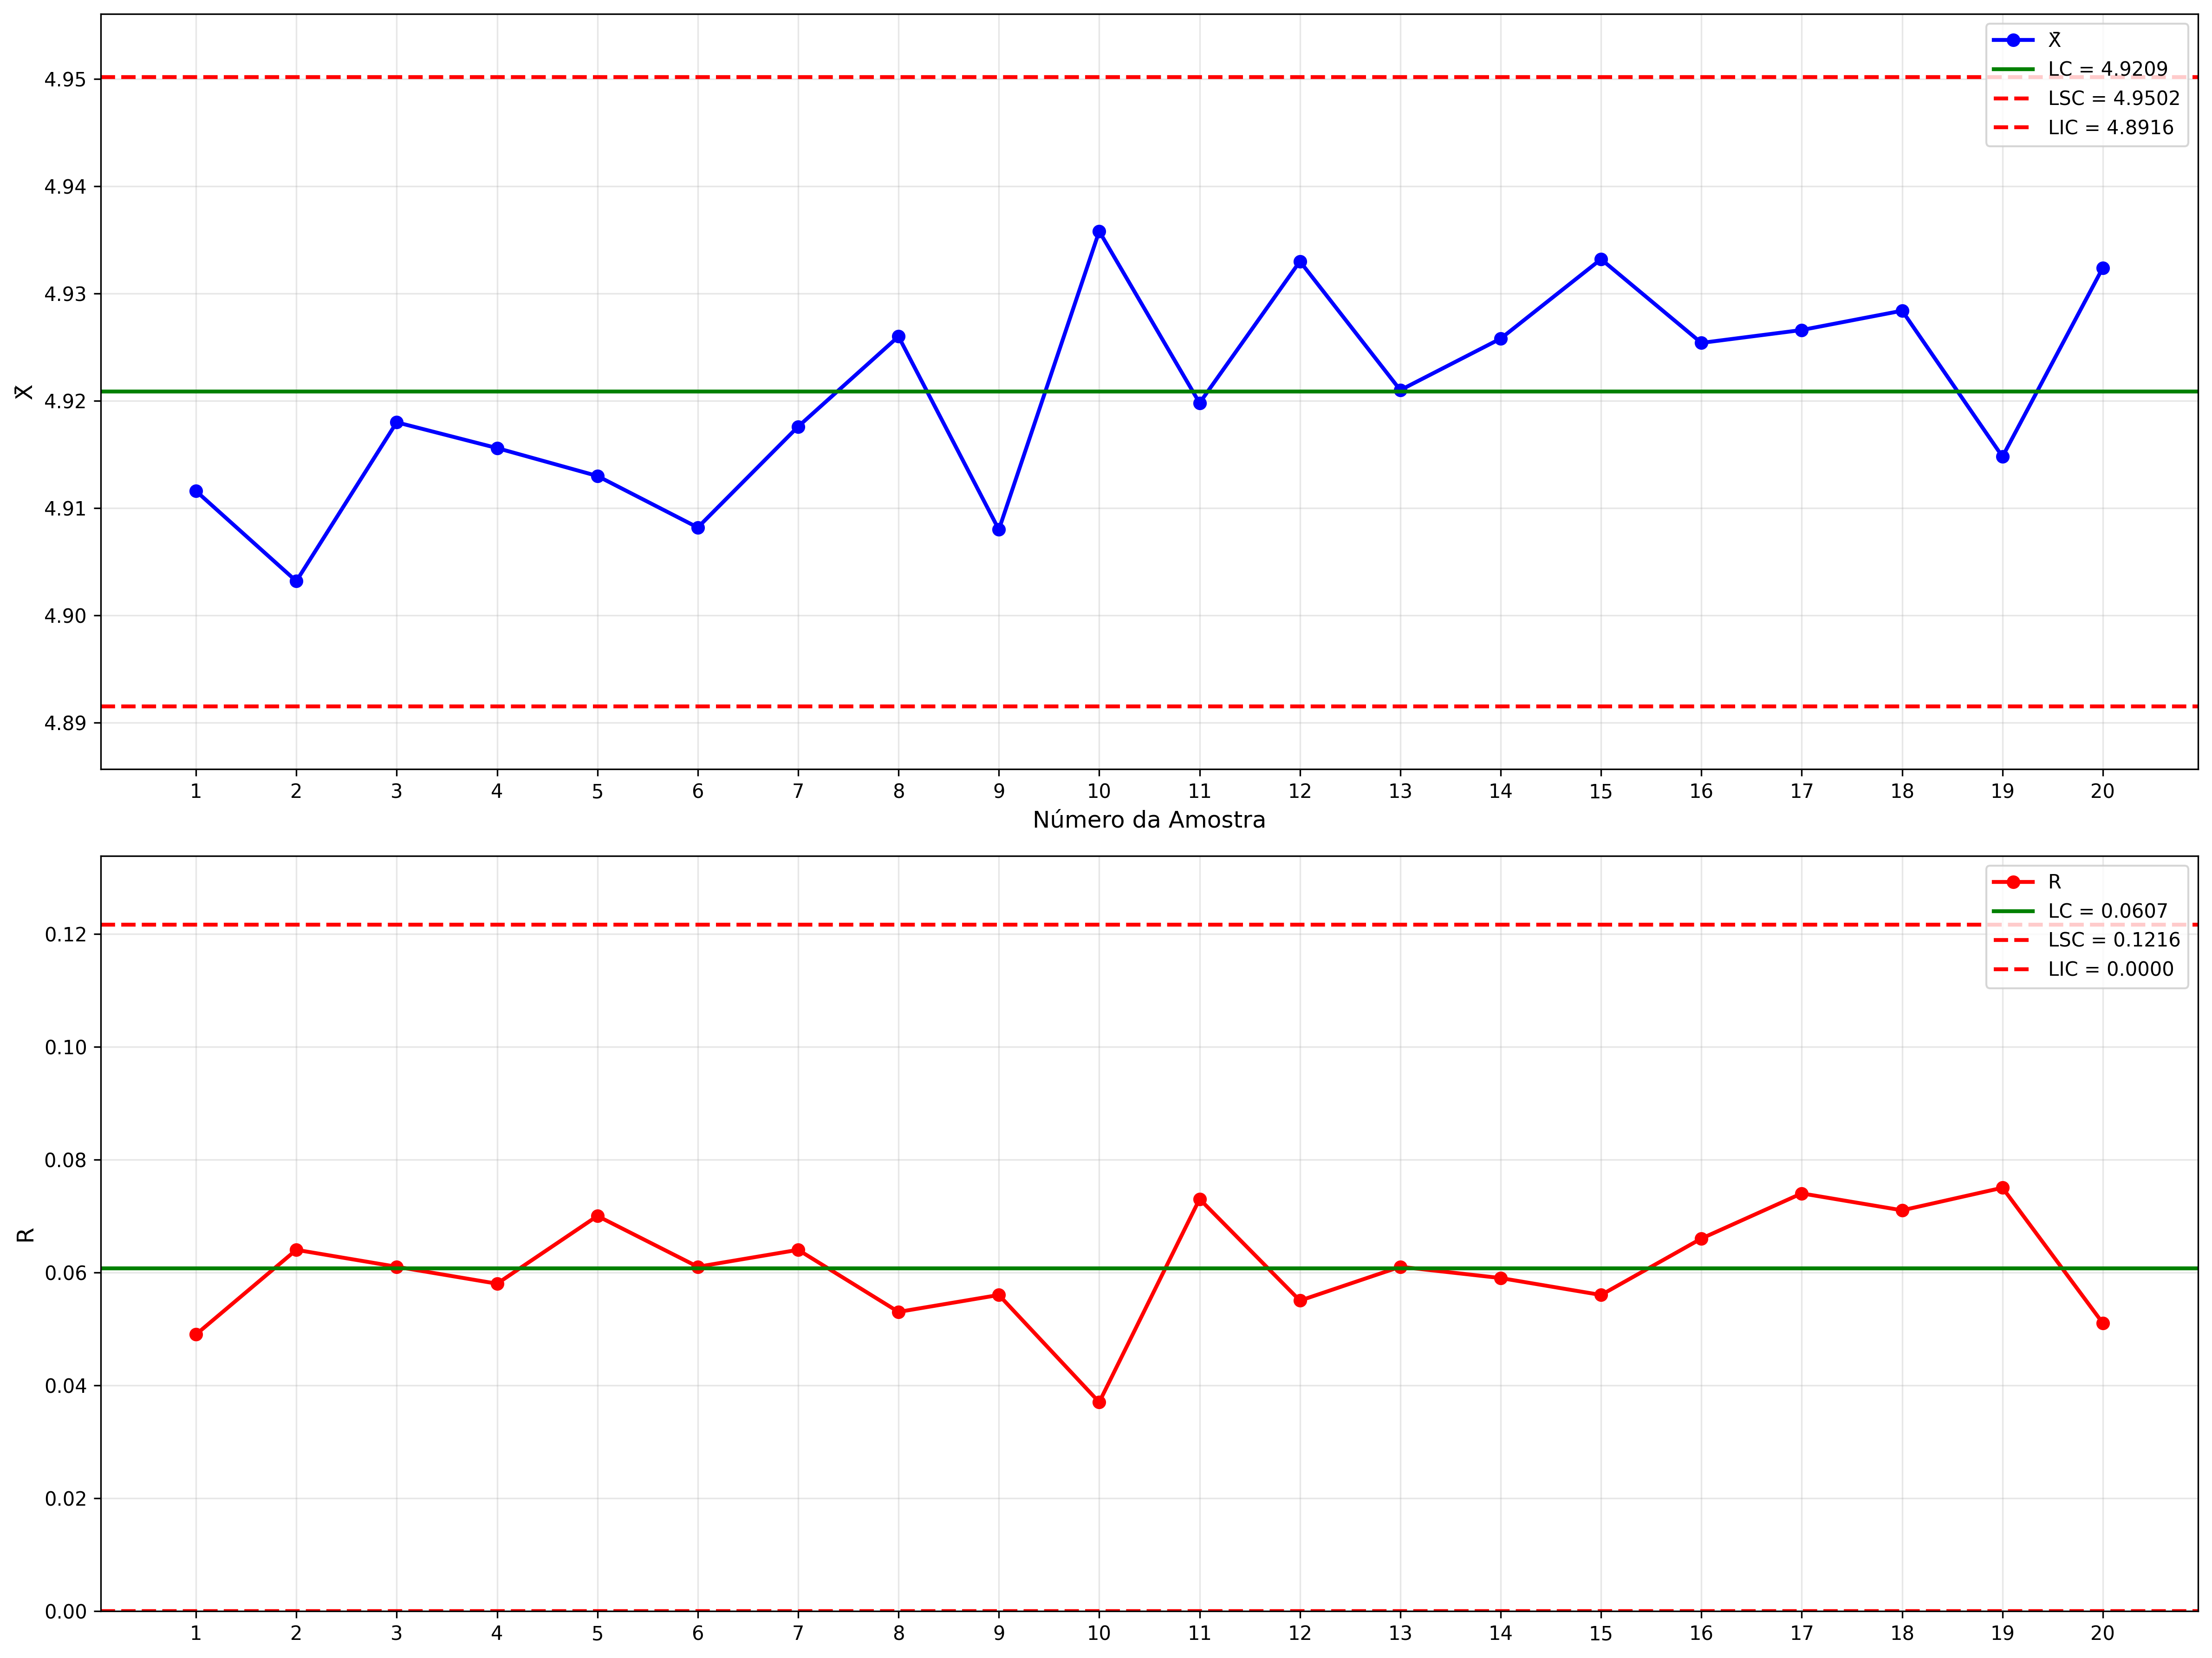 X̄
LC = 4.9209
LSC = 4.9502
LIC = 4.8916
4.95
4.94
4.93
4.92
4.91
4.90
4.89
X̄
1 2 3 4 5 6 7 8 9 10 11 12 13 14 15 16 17 18 19 20
Número da Amostra
R
LC = 0.0607
LSC = 0.1216
LIC = 0.0000
0.12
0.10
0.08
0.06
0.04
0.02
0.00
R
1 2 3 4 5 6 7 8 9 10 11 12 13 14 15 16 17 18 19 20